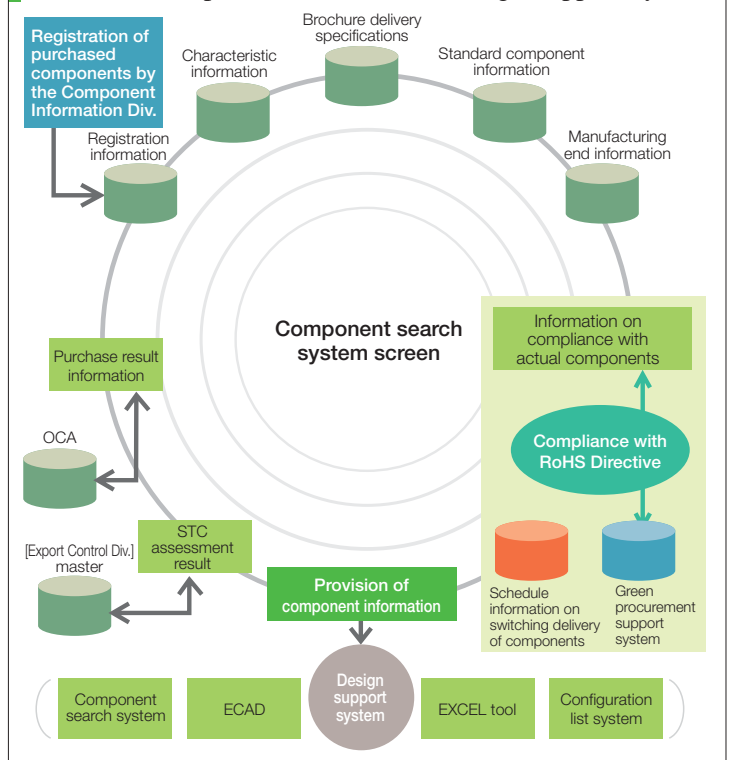 Brochure delivery
specifications
Registration of
purchased
components by
the Component
Information Div.
Characteristic
information
Standard component
information
Registration
information
Manufacturing
end information
Component search
system screen
Information on
compliance with
actual components
Purchase result
information
Compliance with
RoHS Directive
OCA
STC
assessment
result
[Export Control Div.]
master
Provision of
component information
Schedule
information on
switching delivery
of components
Green
procurement
support
system
Design
support
system
Component
search system
ECAD
EXCEL tool
Configuration
list system